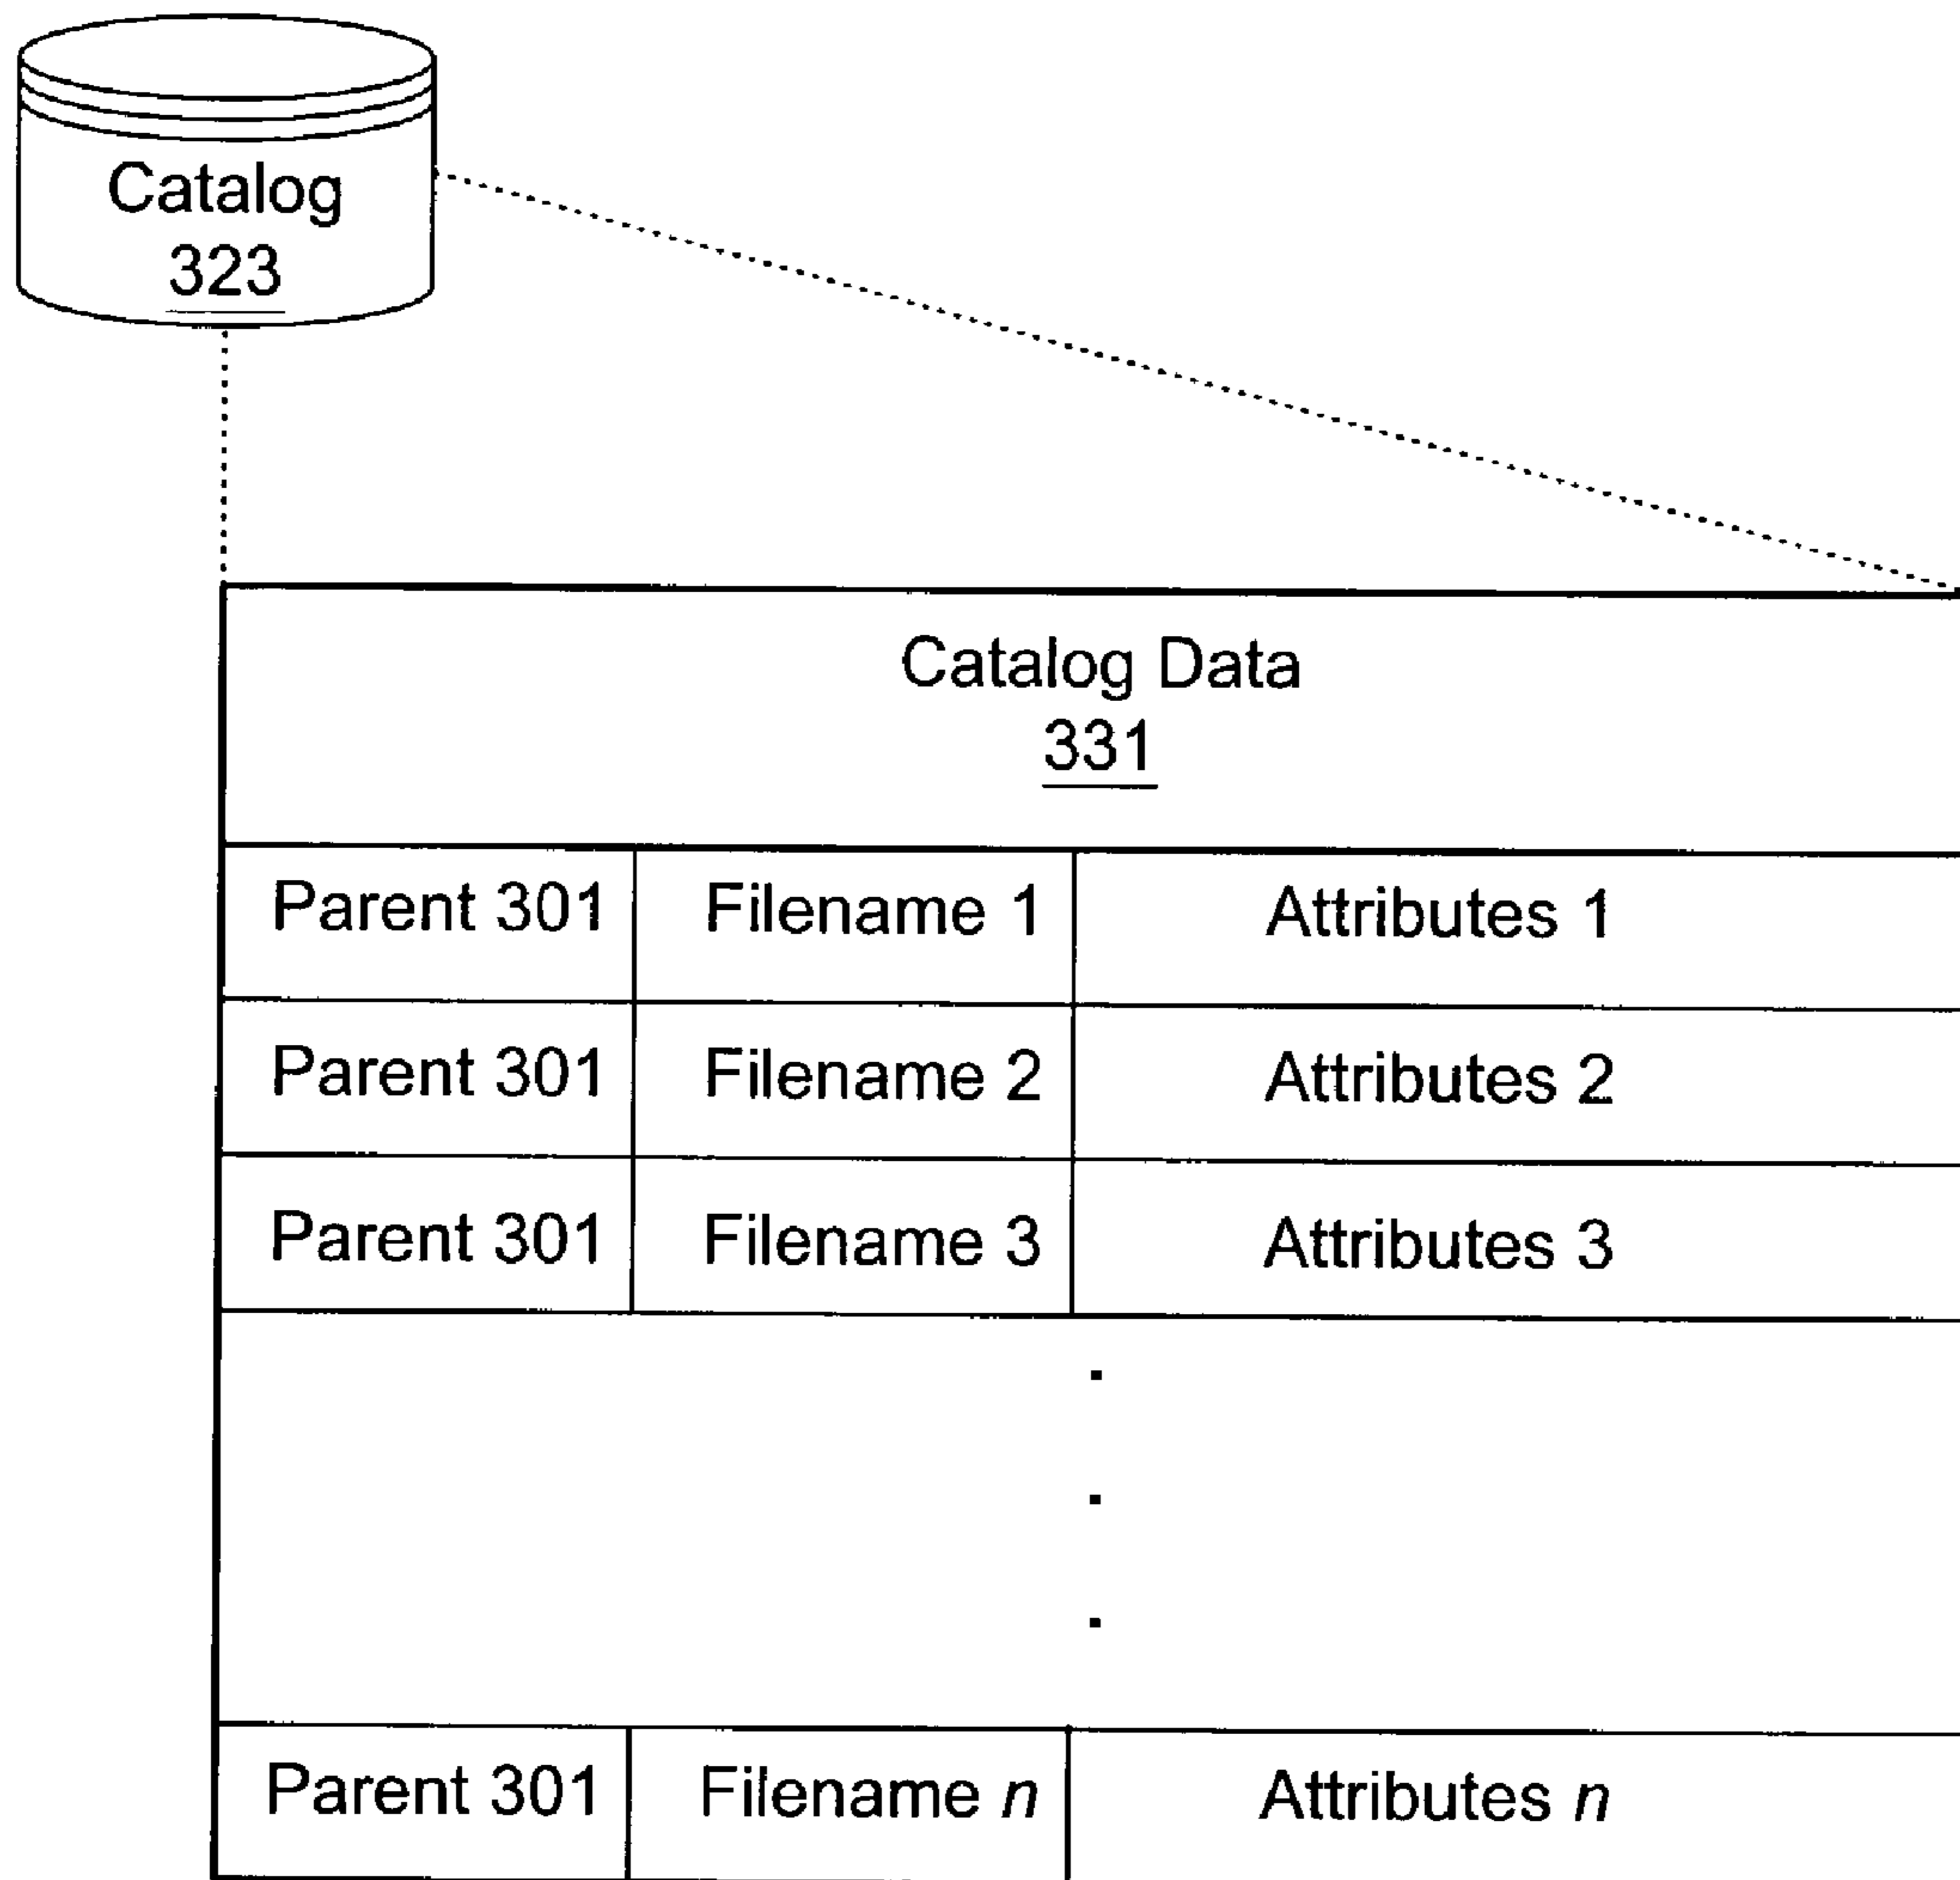 Catalog
323
Catalog Data
331
Parent 301 Filename 1 Attributes 1
Parent 301 Filename 2 Attributes 2
Parent 301 Filename 3 Attributes 3
Parent 301 Filename n Attributes n